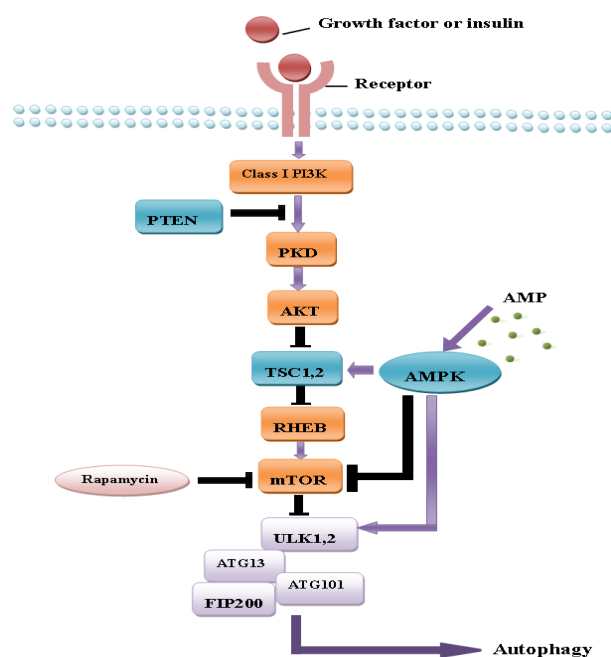 Growth factor or insulin
Receptor
Class I PI3K
PTEN
PKD
AKT
AMP
TSC1,2
AMPK
RHEB
Rapamycin
mTOR
ULK1,2
ATG13
ATG101
FIP200
Autophagy